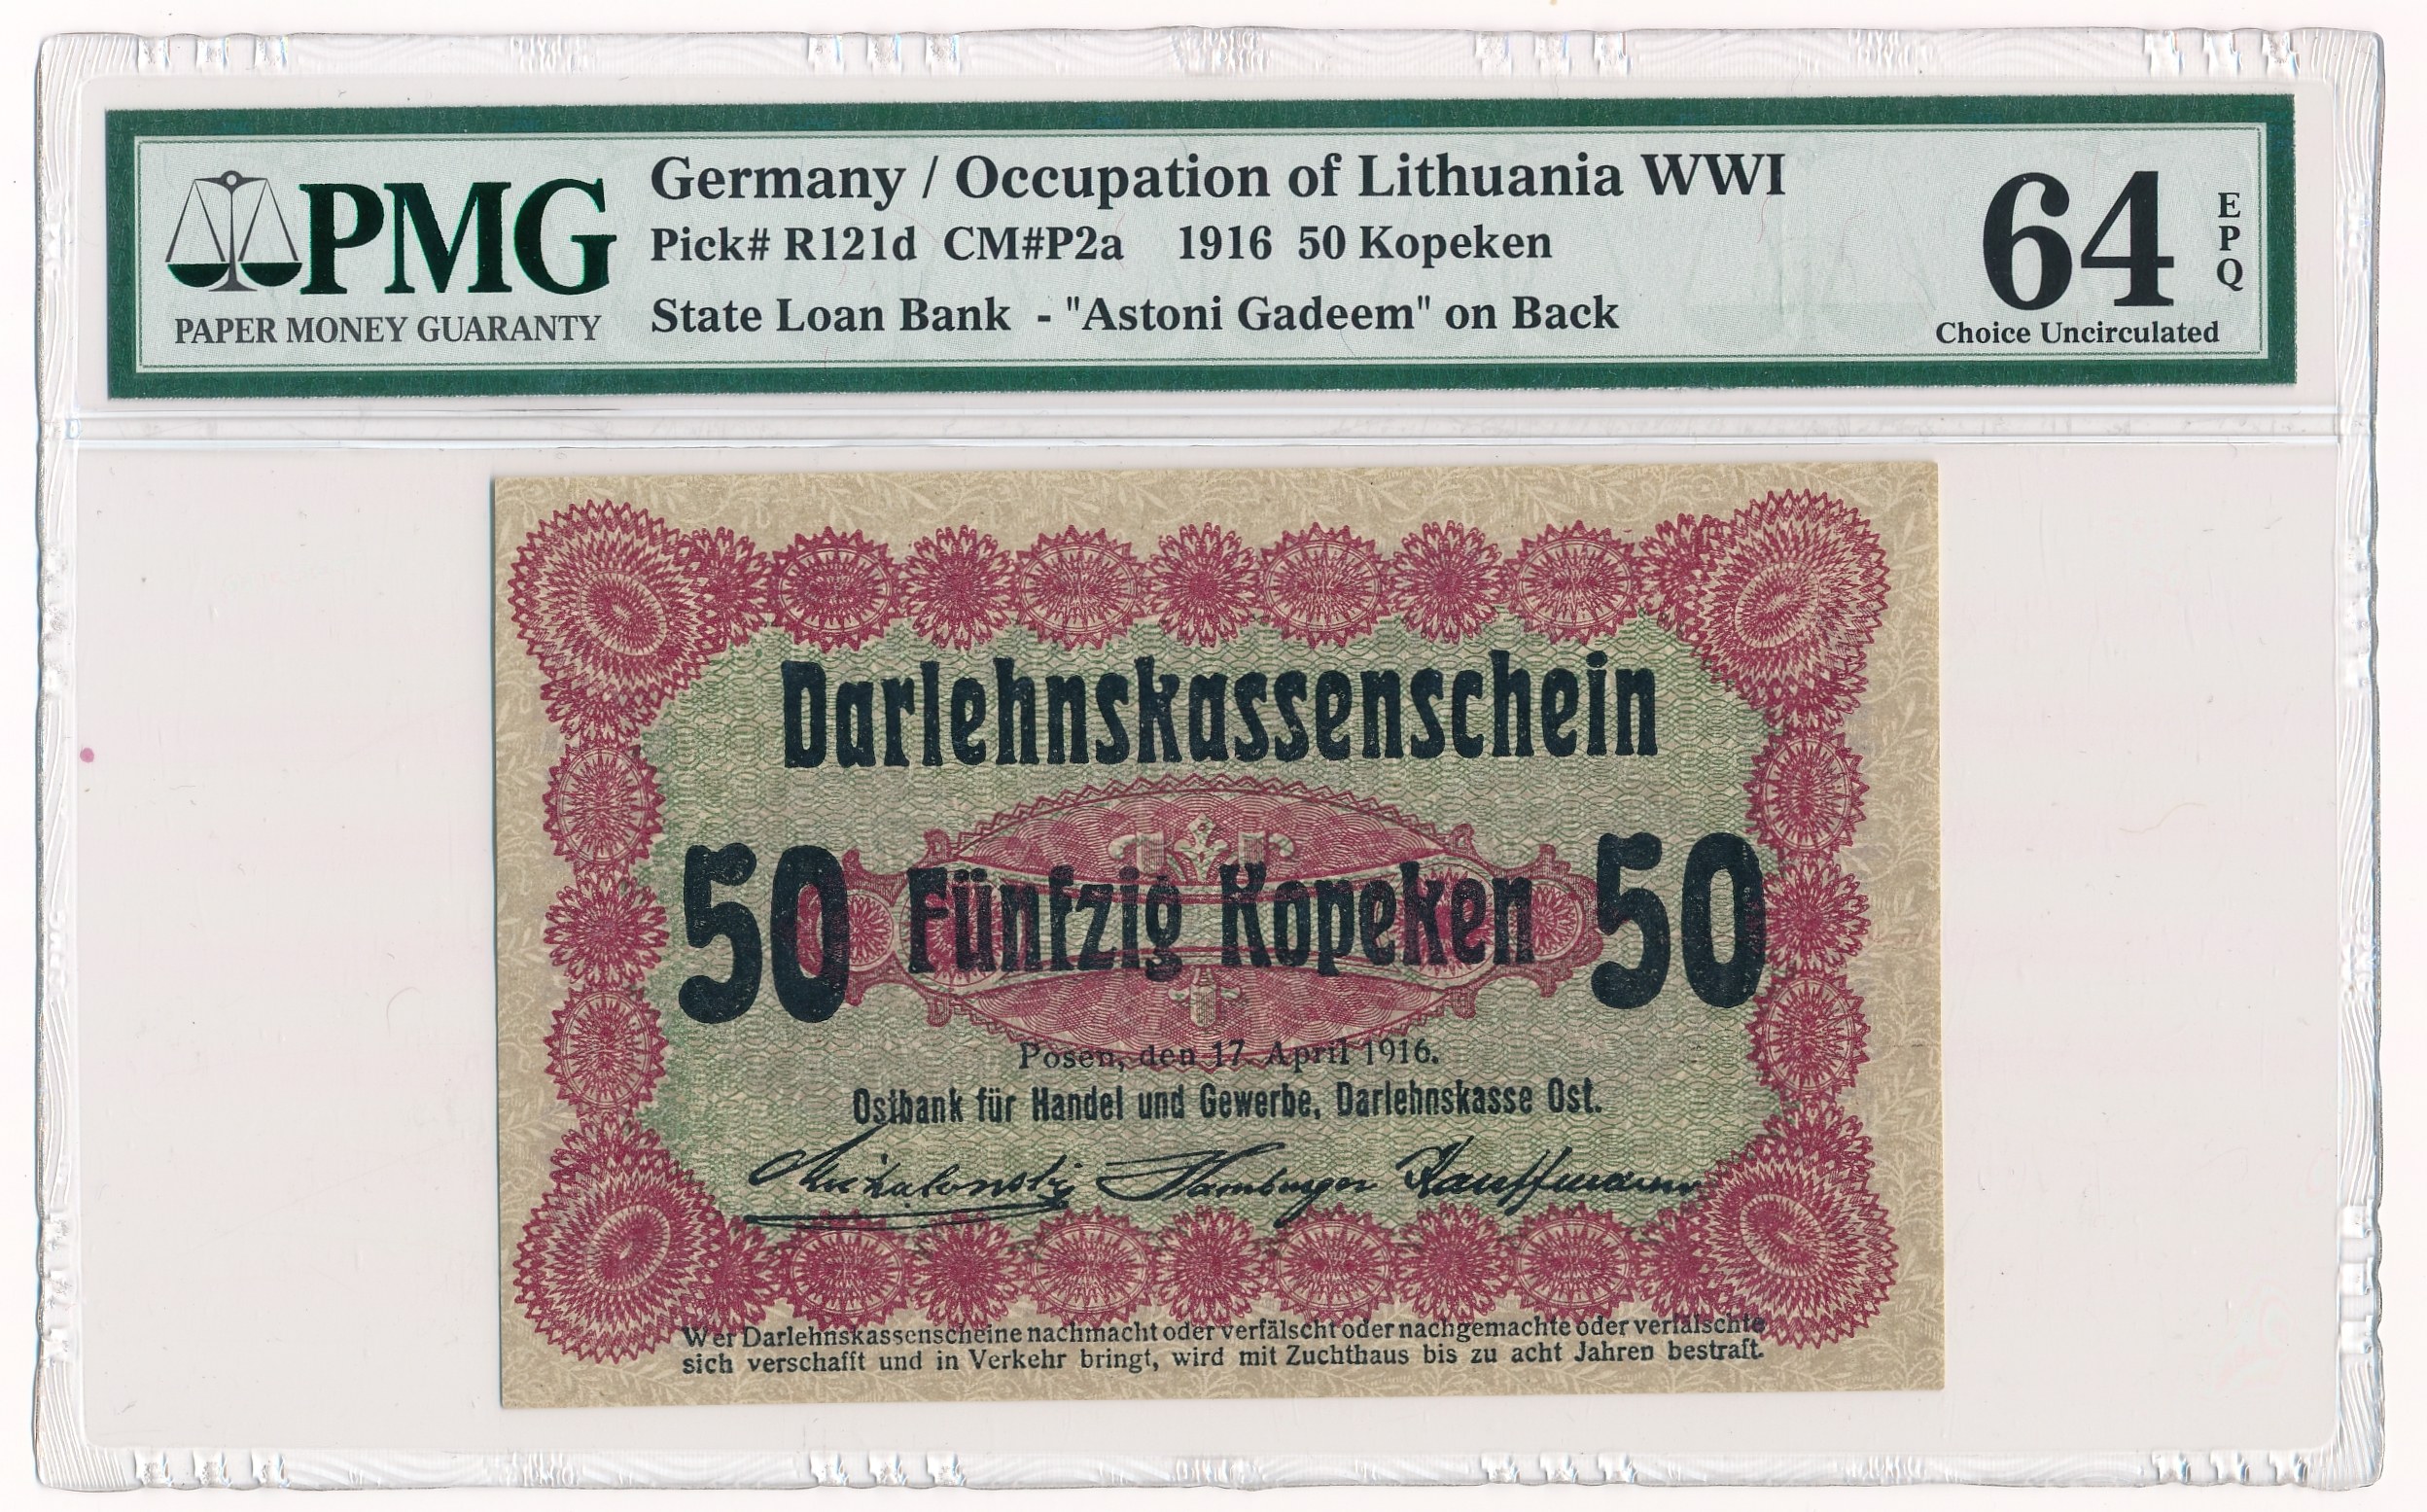 PMG
PAPER MONEY GUARANTY
Germany / Occupation of Lithuania WWI
Pick# R121d CM#P2a 1916 50 Kopeken
State Loan Bank - "Astoni Gadeem" on Back
64
EPQ
Choice Uncirculated
Darlehnskassenschein
50 Fünfzig Kopeken 50
Posen, den 17. April 1916.
Ostbank für Handel und Gewerbe, Darlehnskasse Ost.
Michalowsky Hamburger Kauffmann
Wer Darlehnskassenscheine nachmacht oder verfälscht oder nachgemachte oder verfälschte
sich verschafft und in Verkehr bringt, wird mit Zuchthaus bis zu acht Jahren bestraft.